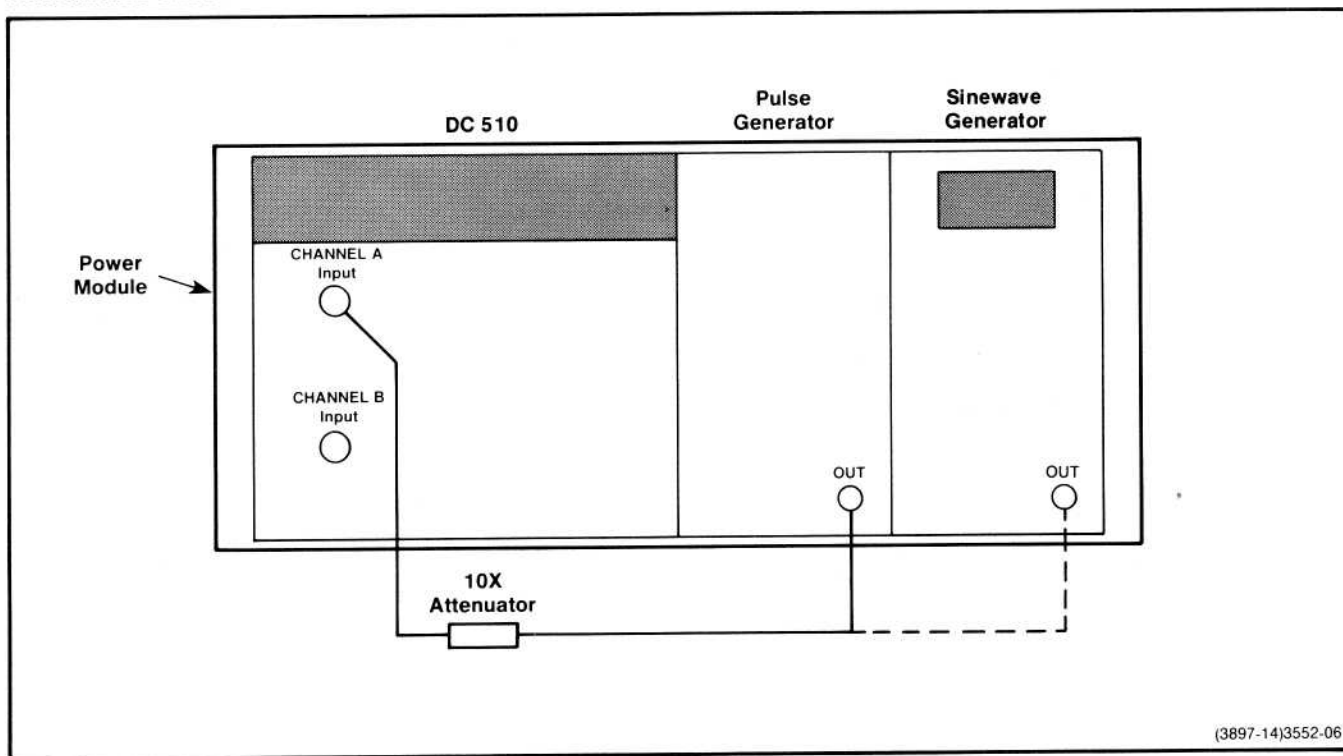 DC 510
Pulse
Generator
Sinewave
Generator
Power
Module
CHANNEL A
Input
CHANNEL B
Input
OUT
OUT
10X
Attenuator
(3897-14)3552-06